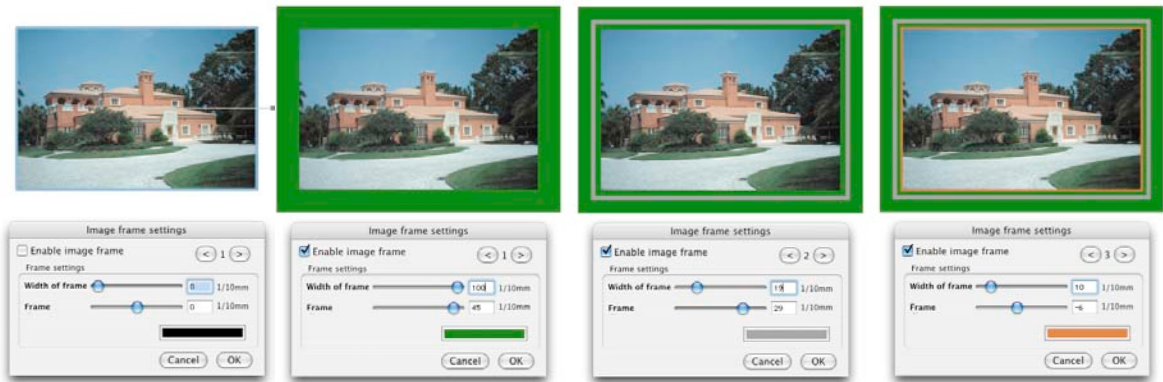 Image frame settings
Enable image frame
< 1 >
Frame settings
Width of frame 8 1/10mm
Frame 0 1/10mm
Cancel OK
Image frame settings
Enable image frame
< 1 >
Frame settings
Width of frame 100 1/10mm
Frame 45 1/10mm
Cancel OK
Image frame settings
Enable image frame
< 2 >
Frame settings
Width of frame 19 1/10mm
Frame 29 1/10mm
Cancel OK
Image frame settings
Enable image frame
< 3 >
Frame settings
Width of frame 10 1/10mm
Frame -6 1/10mm
Cancel OK